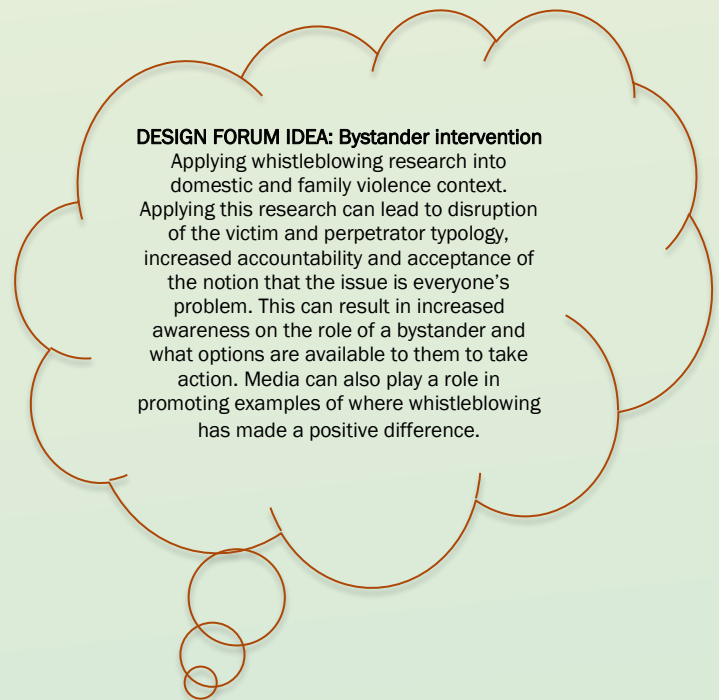 DESIGN FORUM IDEA: Bystander intervention
Applying whistleblowing research into
domestic and family violence context.
Applying this research can lead to disruption
of the victim and perpetrator typology,
increased accountability and acceptance of
the notion that the issue is everyone’s
problem. This can result in increased
awareness on the role of a bystander and
what options are available to them to take
action. Media can also play a role in
promoting examples of where whistleblowing
has made a positive difference.